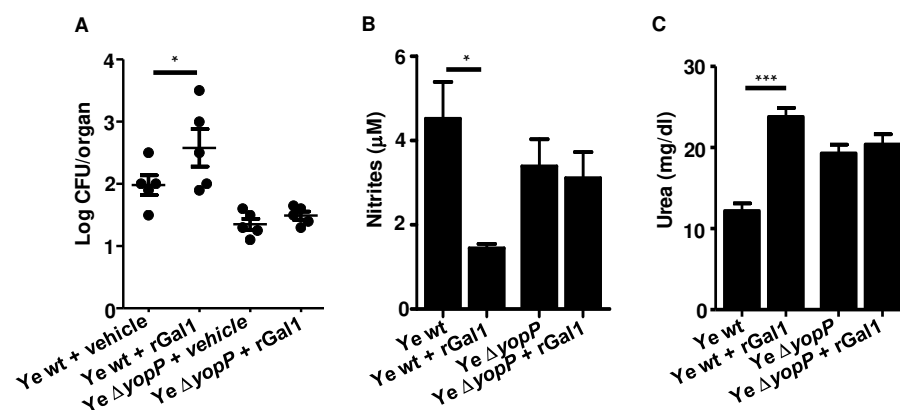 A
Log CFU/organ
4
3
2
1
0
*
Ye wt + vehicle
Ye wt + rGal1
Ye ΔyopP + vehicle
Ye ΔyopP + rGal1
B
Nitrites (μM)
6
4
2
0
*
Ye wt
Ye wt + rGal1
Ye ΔyopP
Ye ΔyopP + rGal1
C
Urea (mg/dl)
30
20
10
0
***
Ye wt
Ye wt + rGal1
Ye ΔyopP
Ye ΔyopP + rGal1